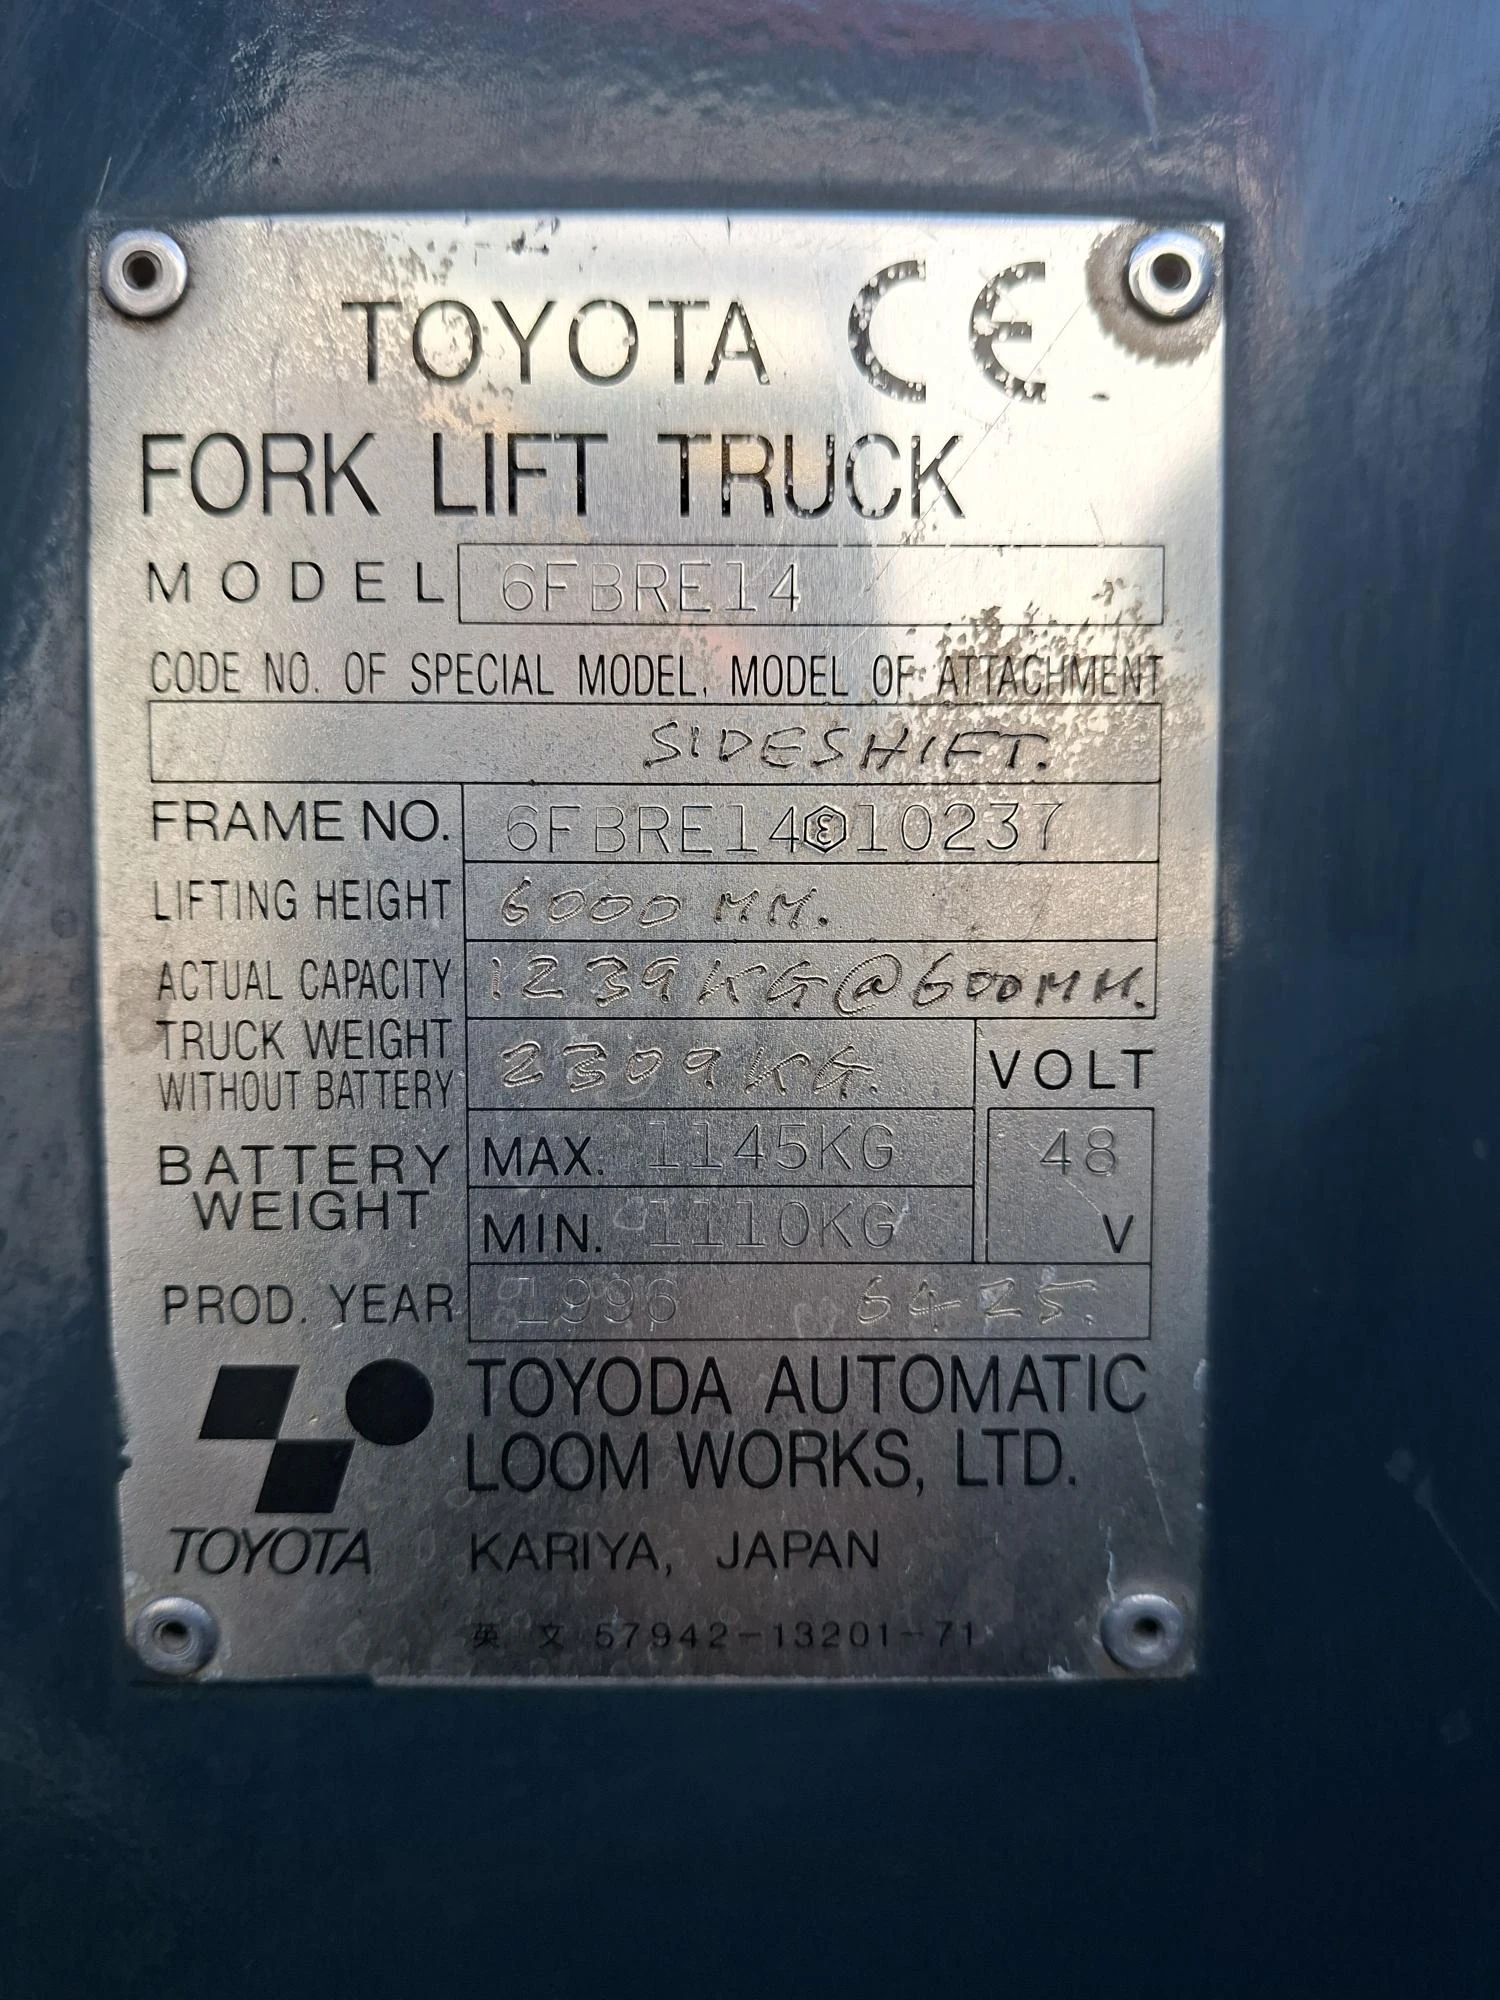 TOYOTA CE
FORK LIFT TRUCK
MODEL 6FBRE14
CODE NO. OF SPECIAL MODEL, MODEL OF ATTACHMENT
SIDESHIFT.
FRAME NO. 6FBRE14 E 10237
LIFTING HEIGHT 6000 MM.
ACTUAL CAPACITY 1239KG@600MM.
TRUCK WEIGHT
WITHOUT BATTERY 2309KG. VOLT
BATTERY WEIGHT MAX. 1145KG 48
MIN. 1110KG V
PROD. YEAR 1996 6425.
TOYODA AUTOMATIC
LOOM WORKS, LTD.
TOYOTA KARIYA, JAPAN
英 文 57942-13201-71